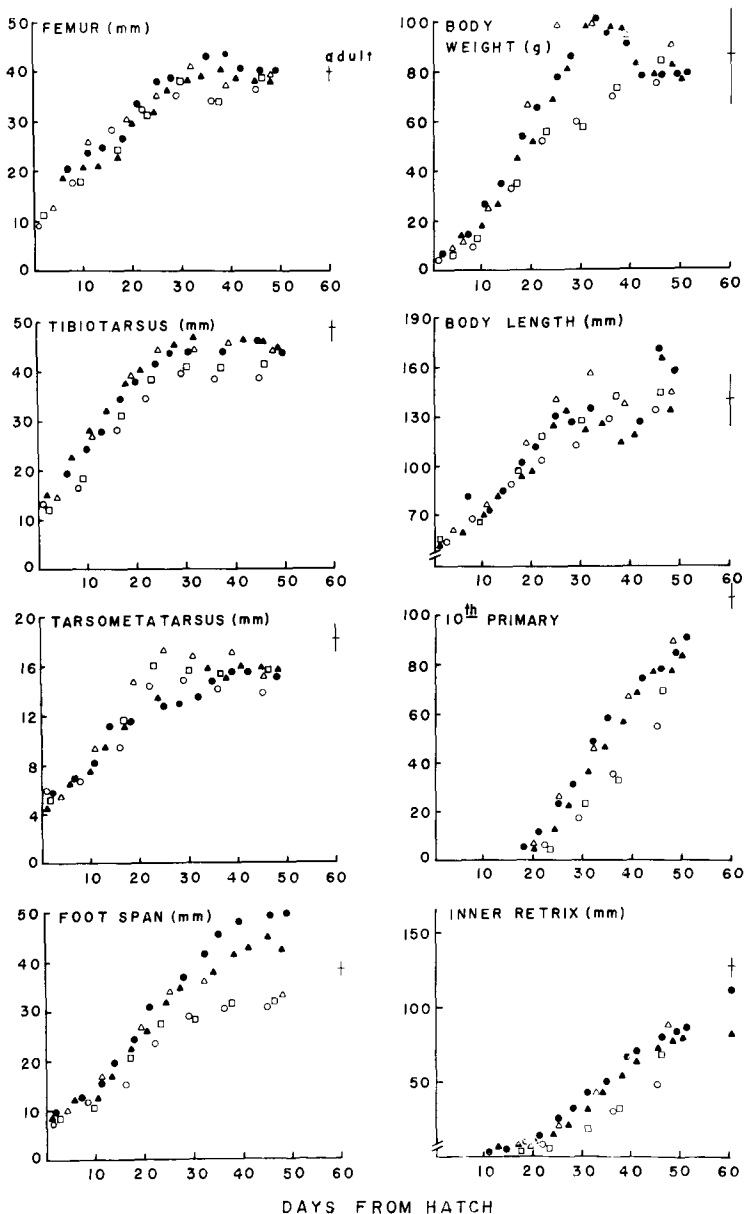 FEMUR (mm)
adult
50
40
30
20
10
0
10 20 30 40 50 60
BODY
WEIGHT (g)
100
80
60
40
20
0
10 20 30 40 50 60
TIBIOTARSUS (mm)
50
40
30
20
10
0
10 20 30 40 50 60
BODY LENGTH (mm)
190
160
130
100
70
10 20 30 40 50 60
TARSOMETATARSUS (mm)
20
16
12
8
4
0
10 20 30 40 50 60
10th PRIMARY
100
80
60
40
20
0
10 20 30 40 50 60
FOOT SPAN (mm)
50
40
30
20
10
0
10 20 30 40 50 60
INNER RETRIX (mm)
150
100
50
10 20 30 40 50 60
DAYS FROM HATCH